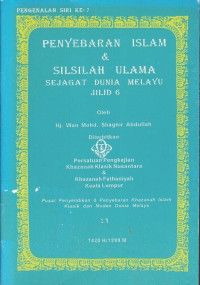 PENGENALAN SIRI KE-7
PENYEBARAN ISLAM
&
SILSILAH ULAMA
SEJAGAT DUNIA MELAYU
JILID 6
Oleh
Hj. Wan Mohd. Shaghir Abdullah
Diterbitkan
Persatuan Pengkajian
Khazanah Klasik Nusantara
&
Khazanah Fathaniyah
Kuala Lumpur
Pusat Penyelidikan & Penyebaran Khazanah Islam
Klasik dan Moden Dunia Melayu
1420 H/1999 M